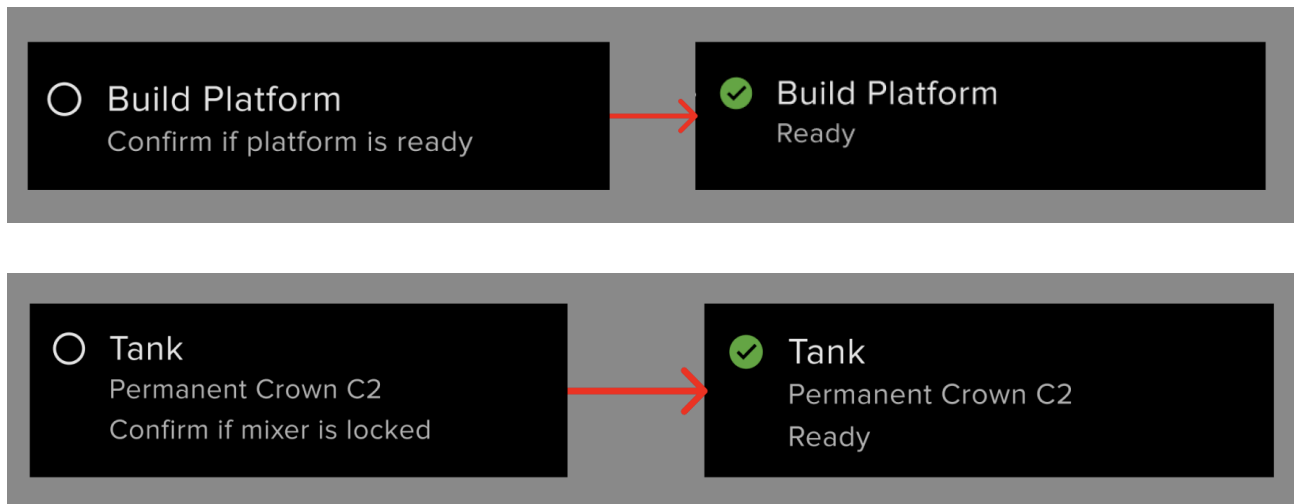 Build Platform
Confirm if platform is ready
Build Platform
Ready
Tank
Permanent Crown C2
Confirm if mixer is locked
Tank
Permanent Crown C2
Ready